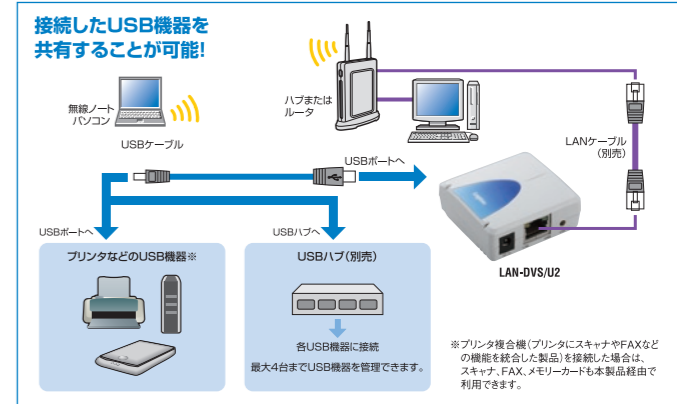 接続したUSB機器を
共有することが可能!
無線ノート
パソコン
USBケーブル
ハブまたは
ルータ
LANケーブル
(別売)
USBポートへ
USBポートへ
USBハブへ
プリンタなどのUSB機器※
USBハブ(別売)
各USB機器に接続
最大4台までUSB機器を管理できます。
LAN-DVS/U2
※プリンタ複合機(プリンタにスキャナやFAXなど
の機能を統合した製品)を接続した場合は、
スキャナ、FAX、メモリーカードも本製品経由で
利用できます。